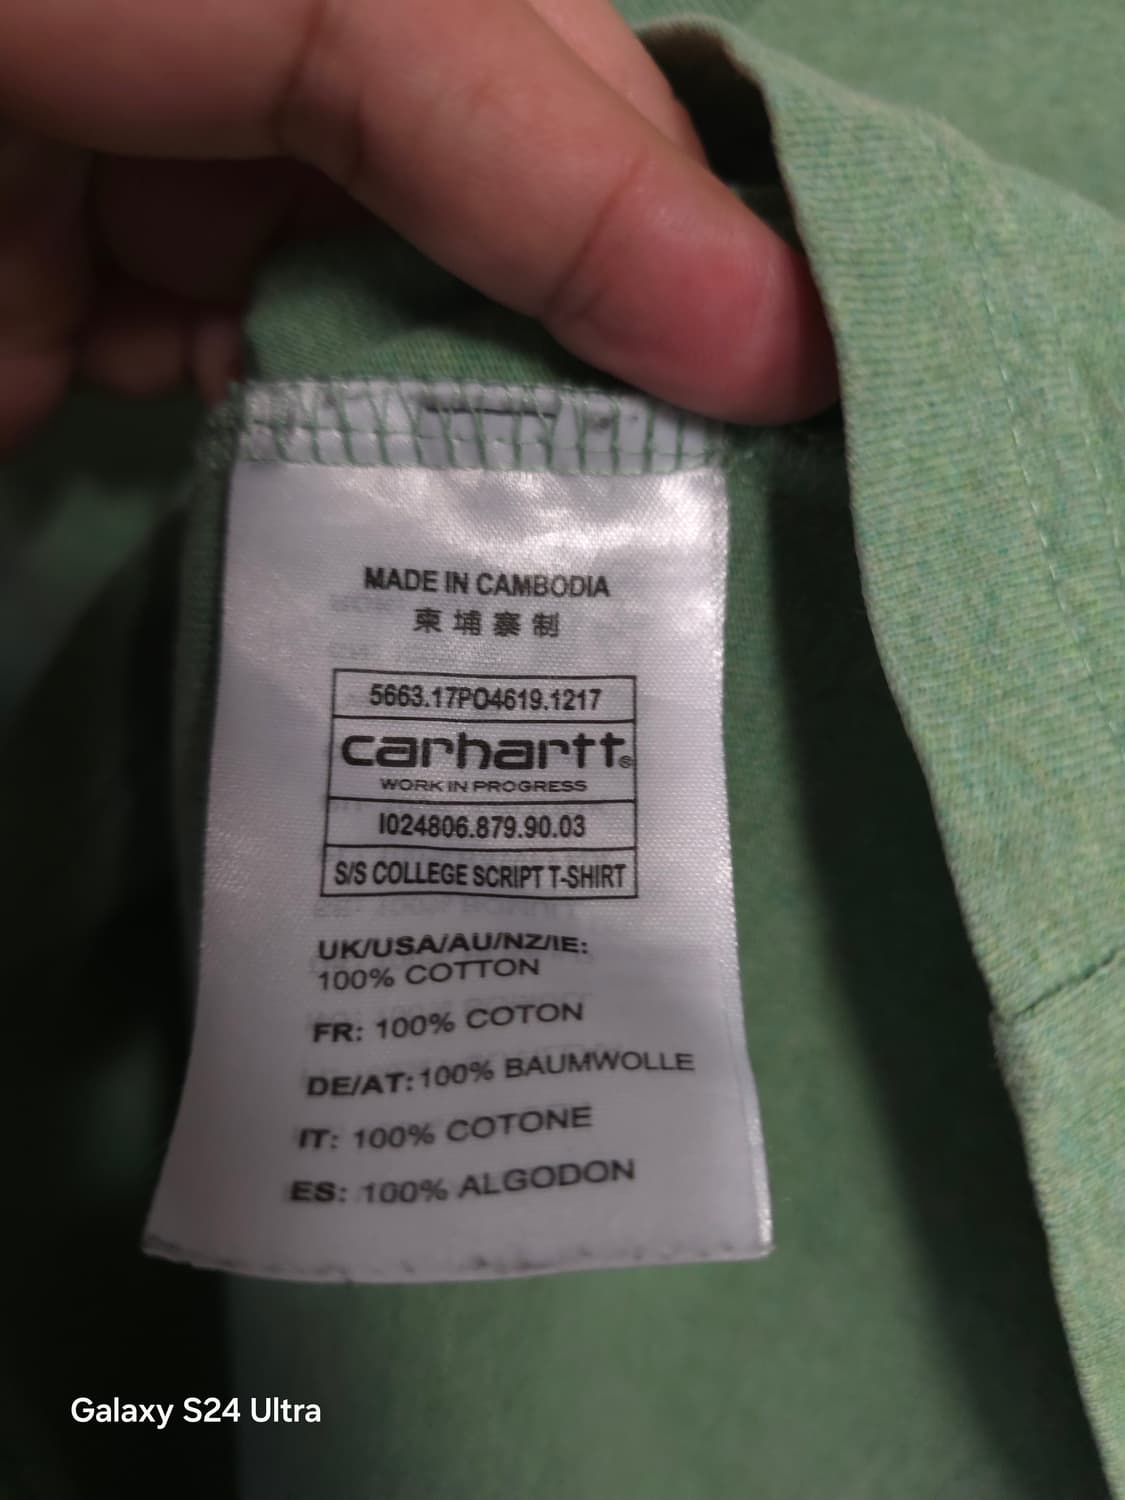 MADE IN CAMBODIA
柬埔寨制
5663.17PO4619.1217
carhartt®
WORK IN PROGRESS
I024806.879.90.03
S/S COLLEGE SCRIPT T-SHIRT
UK/USA/AU/NZ/IE:
100% COTTON
FR: 100% COTON
DE/AT: 100% BAUMWOLLE
IT: 100% COTONE
ES: 100% ALGODON
Galaxy S24 Ultra